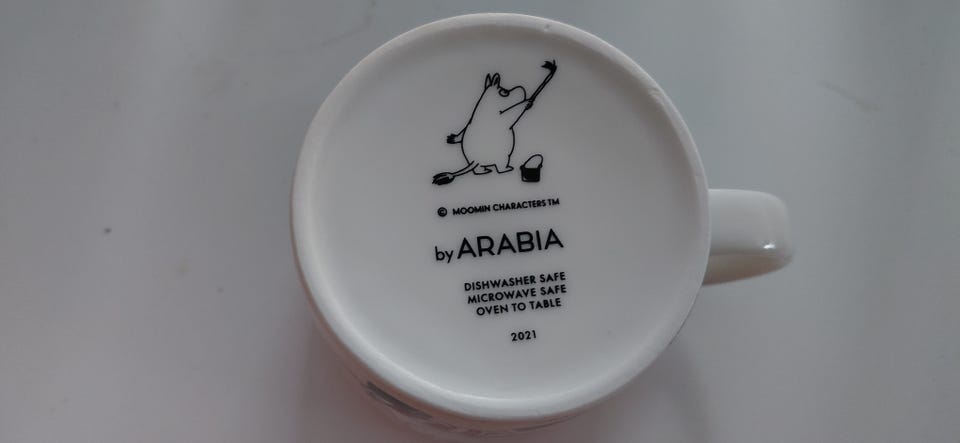 © MOOMIN CHARACTERS TM
by ARABIA
DISHWASHER SAFE
MICROWAVE SAFE
OVEN TO TABLE
2021